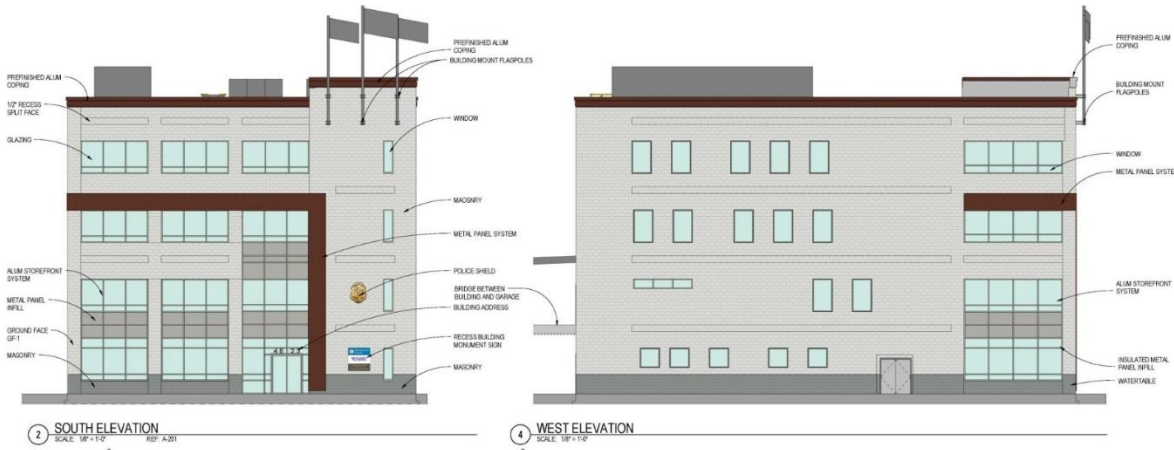 PREFINISHED ALUM
COPING
BUILDING MOUNT FLAGPOLES
PREFINISHED ALUM
COPING
1/2" RECESS
SPLIT FACE
GLAZING
WINDOW
MAOSNRY
METAL PANEL SYSTEM
ALUM STOREFRONT
SYSTEM
POLICE SHIELD
METAL PANEL
INFILL
BUILDING ADDRESS
GROUND FACE
GF-1
RECESS BUILDING
MONUMENT SIGN
MASONRY
MASONRY
2
SOUTH ELEVATION
SCALE: 1/8" = 1'-0"
REF: A-201
PREFINISHED ALUM
COPING
BUILDING MOUNT
FLAGPOLES
WINDOW
METAL PANEL SYSTE
BRIDGE BETWEEN
BUILDING AND GARAGE
ALUM STOREFRONT
SYSTEM
INSULATED METAL
PANEL INFILL
WATERTABLE
4
WEST ELEVATION
SCALE: 1/8" = 1'-0"